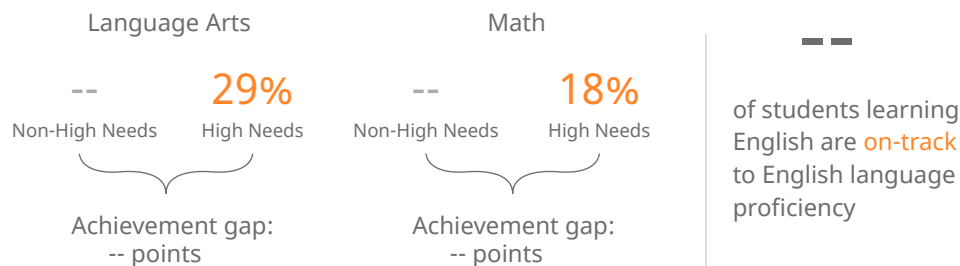 Language Arts
-- 29%
Non-High Needs High Needs
Achievement gap:
-- points
Math
-- 18%
Non-High Needs High Needs
Achievement gap:
-- points
--
of students learning
English are on-track
to English language
proficiency